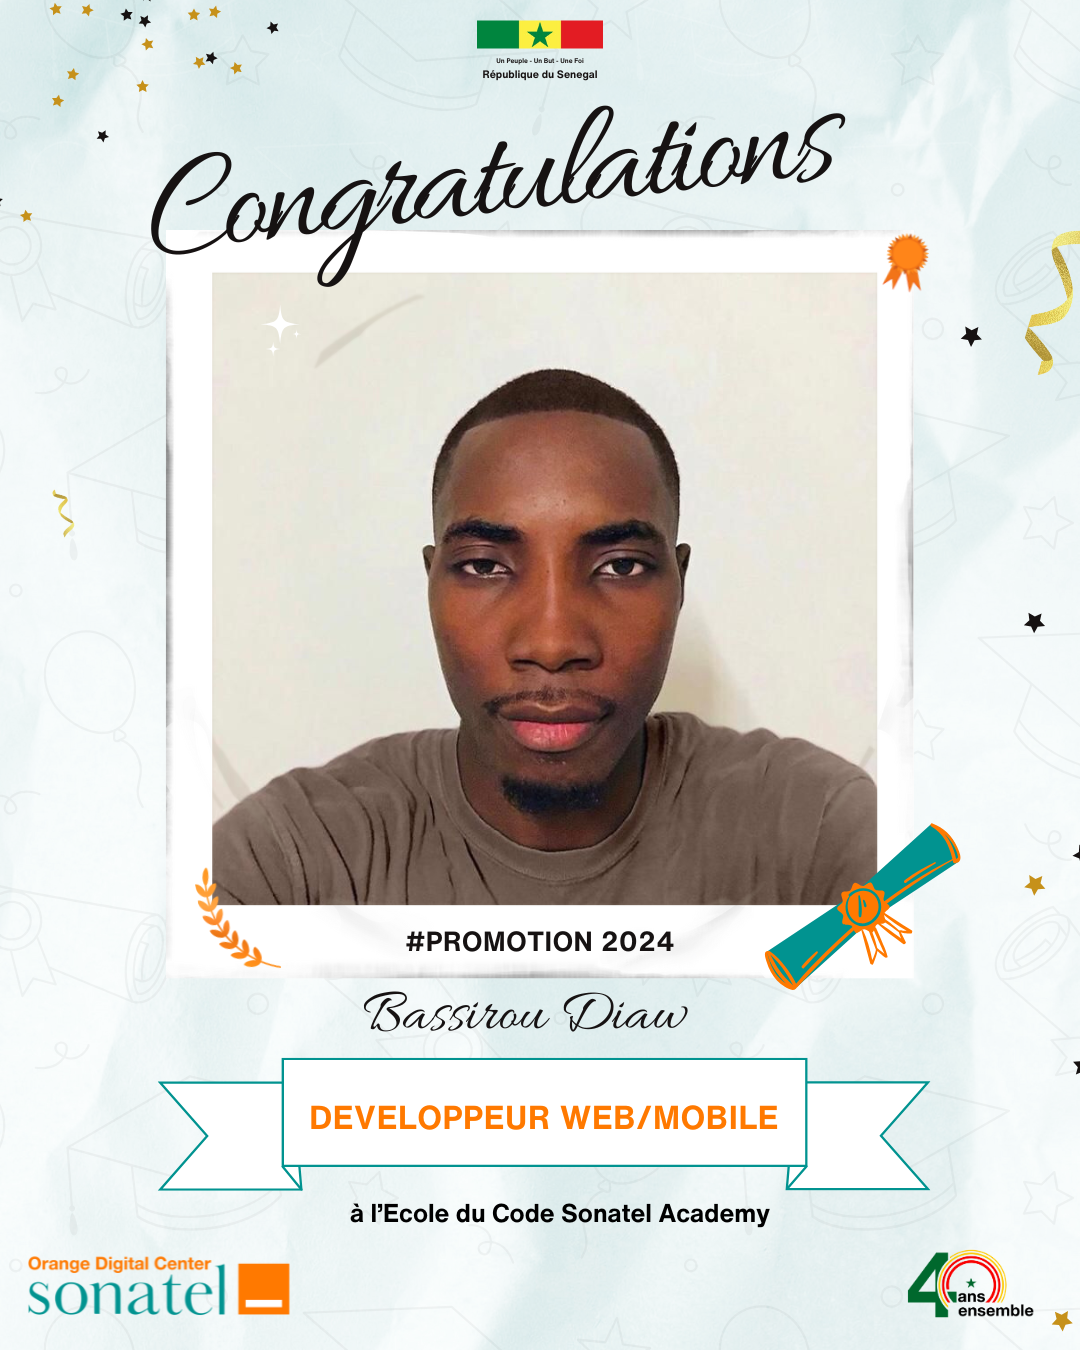 Un Peuple - Un But - Une Foi
République du Senegal
Congratulations
#PROMOTION 2024
Bassirou Diaw
DEVELOPPEUR WEB/MOBILE
à l'Ecole du Code Sonatel Academy
Orange Digital Center
sonatel
40 ans
ensemble